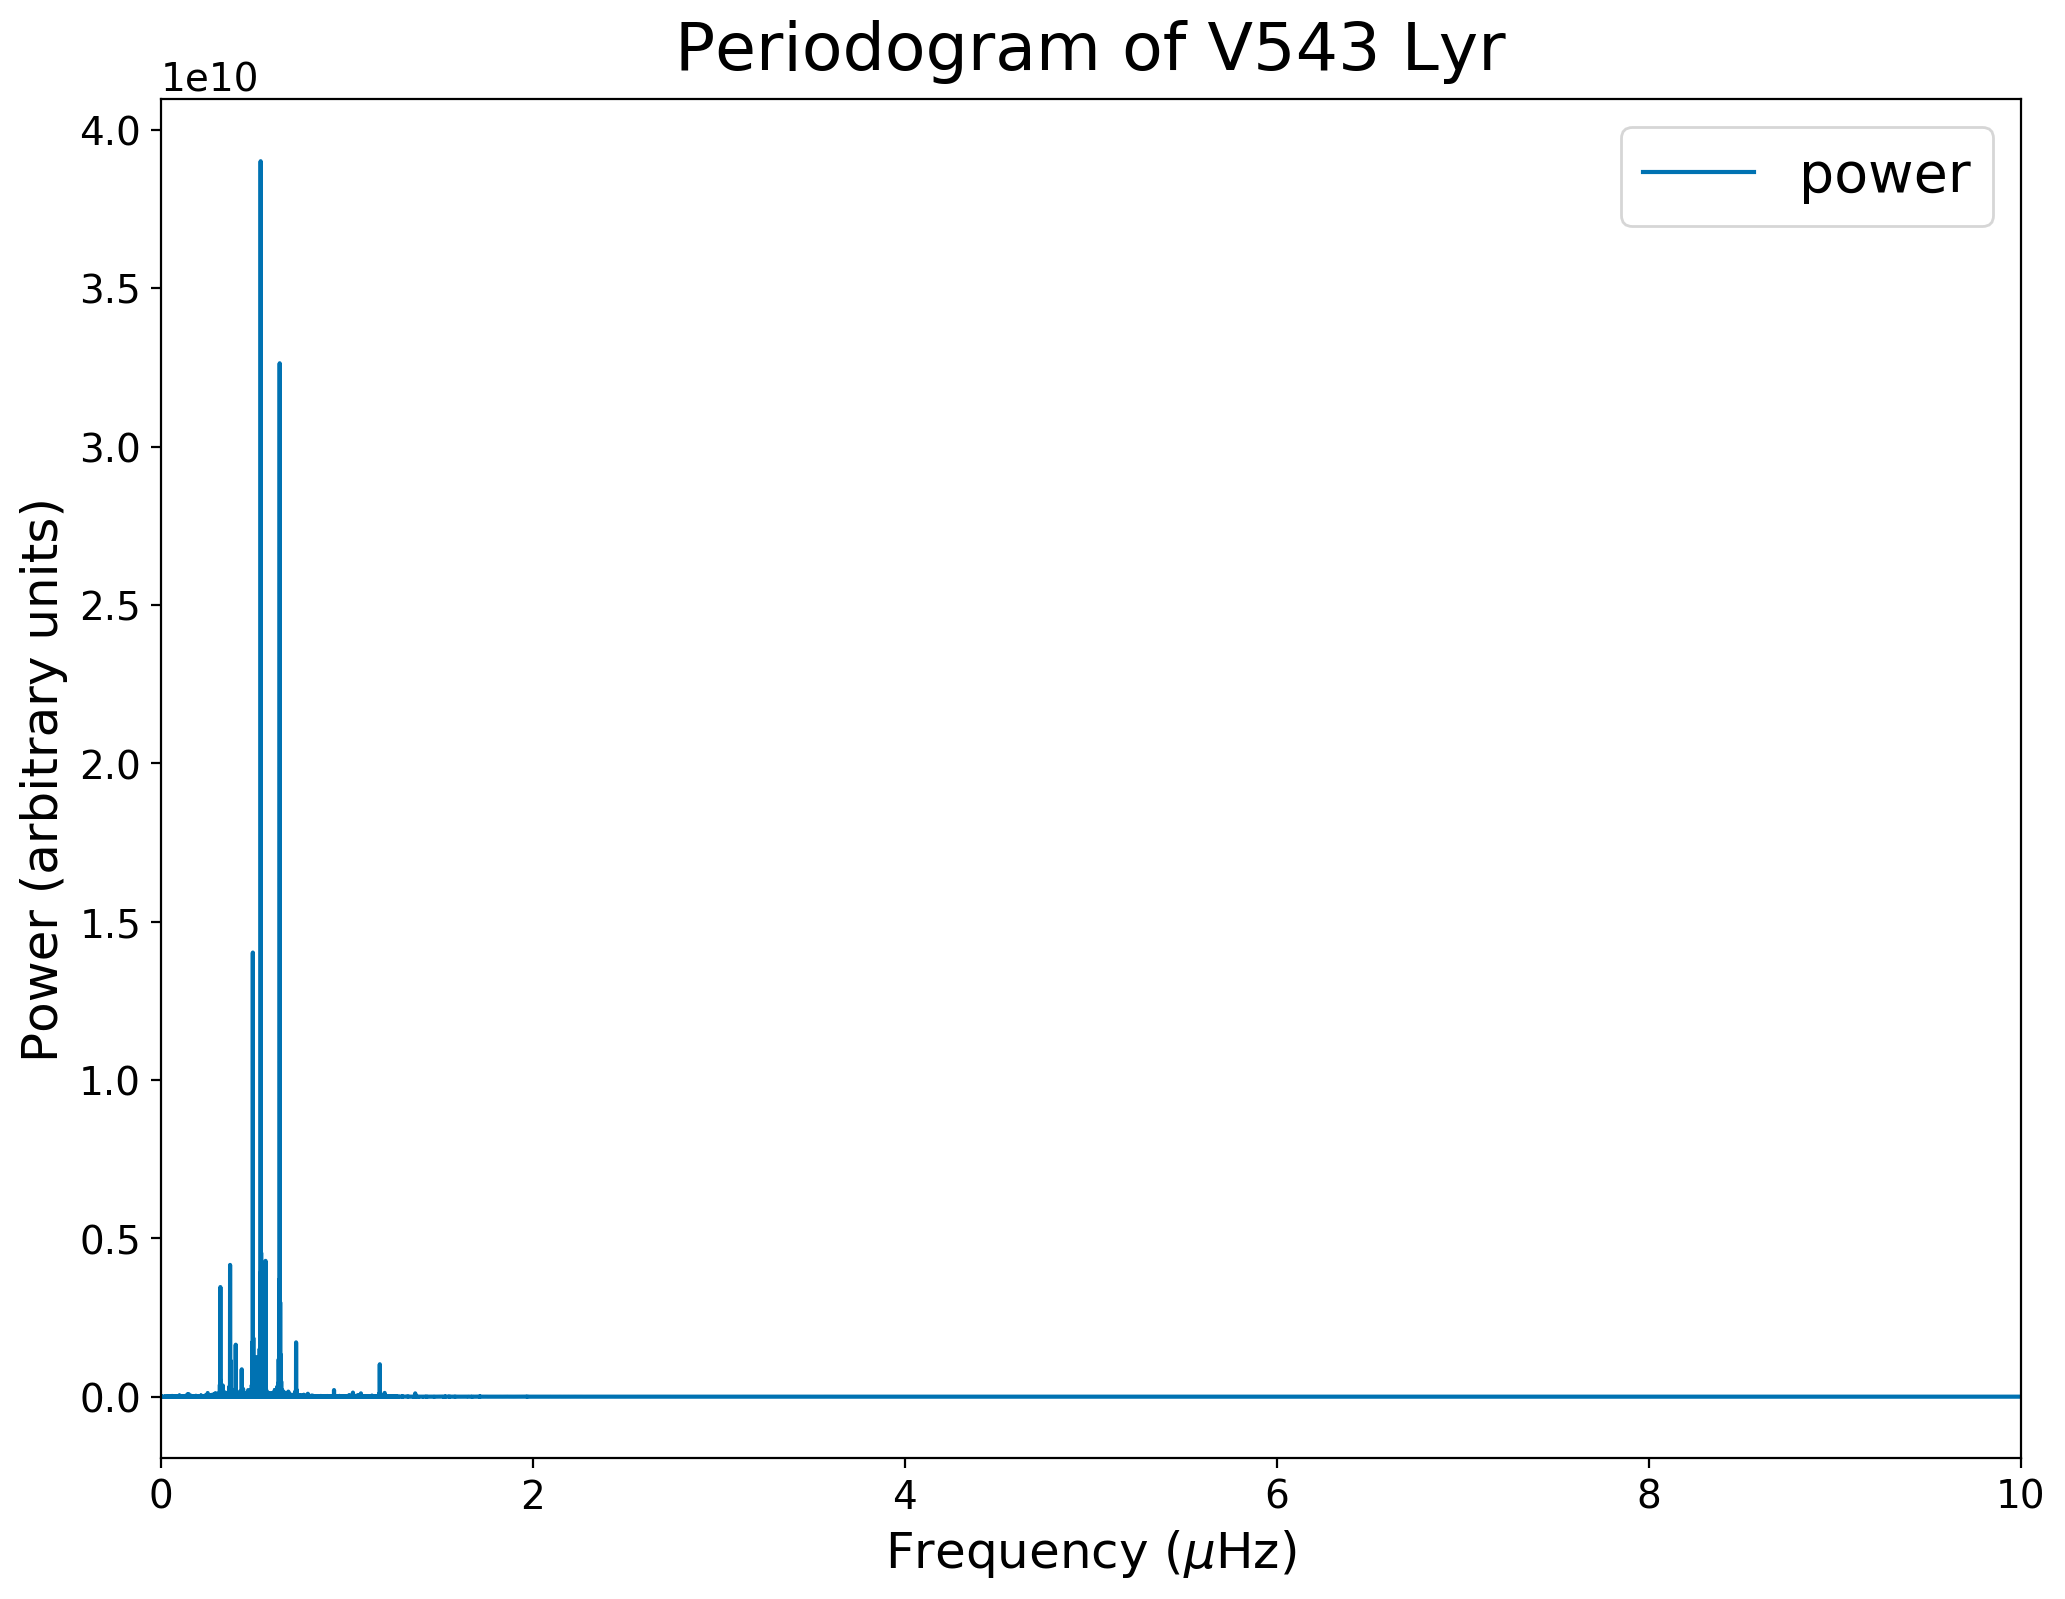 Periodogram of V543 Lyr
1e10
power
4.0
3.5
3.0
2.5
2.0
1.5
1.0
0.5
0.0
Power (arbitrary units)
0 2 4 6 8 10
Frequency (μHz)